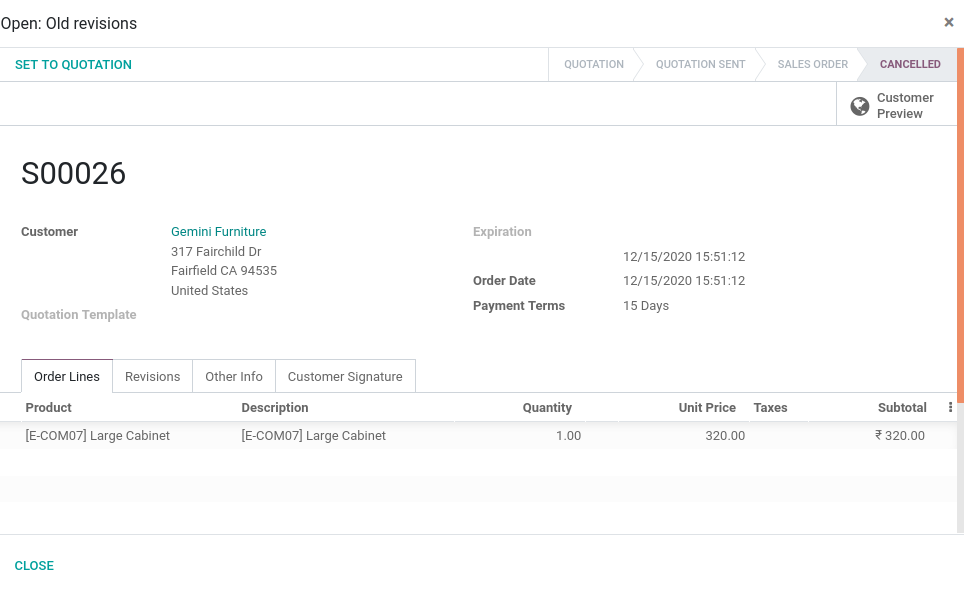 Open: Old revisions
×
SET TO QUOTATION
QUOTATION
QUOTATION SENT
SALES ORDER
CANCELLED
Customer
Preview
S00026
Customer
Gemini Furniture
317 Fairchild Dr
Fairfield CA 94535
United States
Quotation Template
Expiration
12/15/2020 15:51:12
Order Date 12/15/2020 15:51:12
Payment Terms 15 Days
Order Lines Revisions Other Info Customer Signature
Product Description Quantity Unit Price Taxes Subtotal
[E-COM07] Large Cabinet [E-COM07] Large Cabinet 1.00 320.00 ₹ 320.00
CLOSE